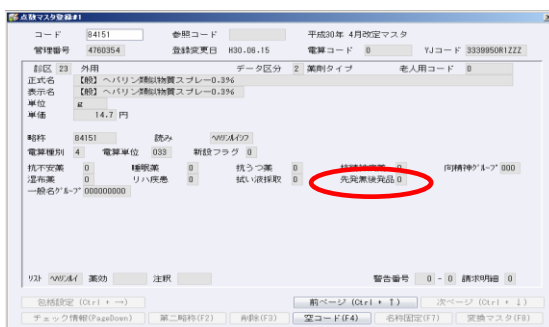 点数マスタ登録#1
コード 84151 参照コード 平成30年 4月改定マスタ
管理番号 4760354 登録変更日 H30.06.15 電算コード 0 YJコード 3339950R1ZZZ
診区 23 外用 データ区分 2 薬剤タイプ 老人用コード 0
正式名 【般】ヘパリン類似物質スプレー0.3%
表示名 【般】ヘパリン類似物質スプレー0.3%
単位 g
単価 14.7 円
略称 84151 読み ヘパリンルイジブ
電算種別 4 電算単位 033 新設フラグ 0
抗不安薬 0 睡眠薬 0 抗うつ薬 0 抗精神病薬 0 向精神グループ 000
湿布薬 0 リハ疾患 0 拭い液採取 0 先発無後発品 0
一般名グループ 000000000
リスト ヘパリンルイ 薬効 注釈 警告番号 0 - 0 請求明細 0
包括設定 (Ctrl + →) 前ページ (Ctrl + ↑) 次ページ (Ctrl + ↓)
チェック情報(PageDown) 第二略称(F2) 削除(F3) 空コード(F4) 名称固定(F7) 変換マスタ(F8)